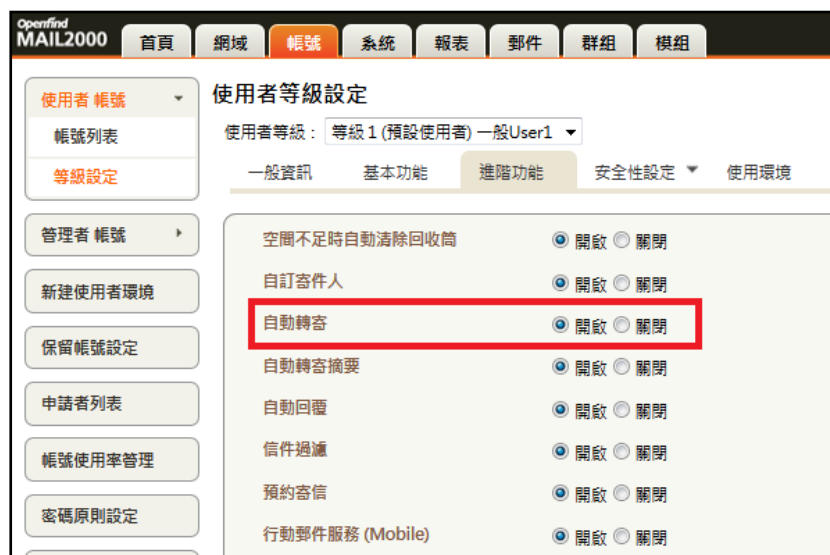 Openfind
MAIL2000 首頁 網域 帳號 系統 報表 郵件 群組 模組
使用者 帳號
帳號列表
等級設定
管理者 帳號
新建使用者環境
保留帳號設定
申請者列表
帳號使用率管理
密碼原則設定
使用者等級設定
使用者等級： 等級 1 (預設使用者) 一般User1
一般資訊 基本功能 進階功能 安全性設定 使用環境
空間不足時自動清除回收筒 開啟 關閉
自訂寄件人 開啟 關閉
自動轉寄 開啟 關閉
自動轉寄摘要 開啟 關閉
自動回覆 開啟 關閉
信件過濾 開啟 關閉
預約寄信 開啟 關閉
行動郵件服務 (Mobile) 開啟 關閉